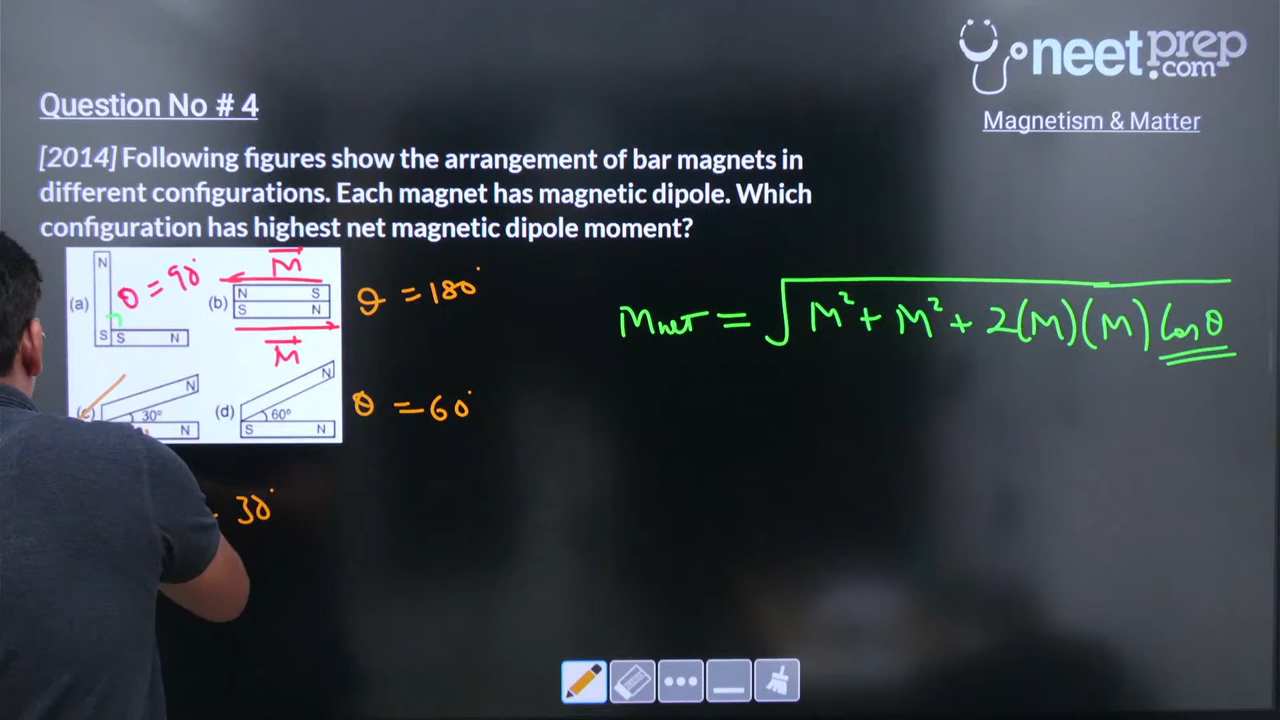 neetprep
.com
Question No # 4
Magnetism & Matter
[2014] Following figures show the arrangement of bar magnets in
different configurations. Each magnet has magnetic dipole. Which
configuration has highest net magnetic dipole moment?
(a) N S S N θ = 90°
(b) M N S S N M θ = 180°
(c) N 30° N
(d) N 60° S N θ = 60°
= 30°
Mnet = √M² + M² + 2(M)(M) Cos θ